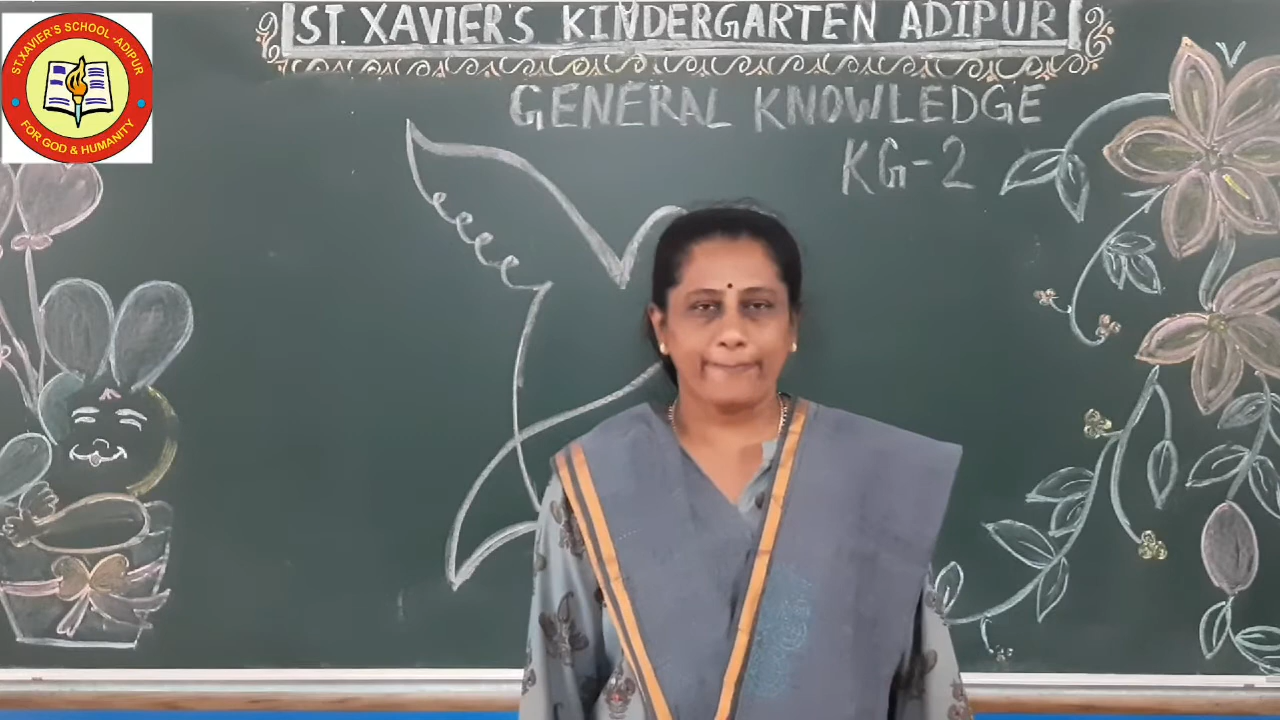 ST. XAVIER'S KINDERGARTEN ADIPUR
ST.XAVIER'S SCHOOL-ADIPUR
FOR GOD & HUMANITY
GENERAL KNOWLEDGE
KG-2